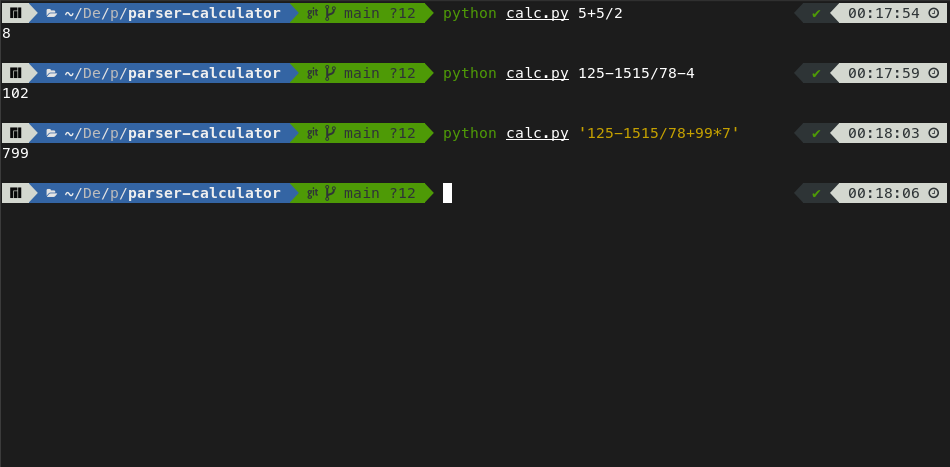 ~/De/p/parser-calculator git main ?12 python calc.py 5+5/2 ✔ 00:17:54
8
~/De/p/parser-calculator git main ?12 python calc.py 125-1515/78-4 ✔ 00:17:59
102
~/De/p/parser-calculator git main ?12 python calc.py '125-1515/78+99*7' ✔ 00:18:03
799
~/De/p/parser-calculator git main ?12 ✔ 00:18:06